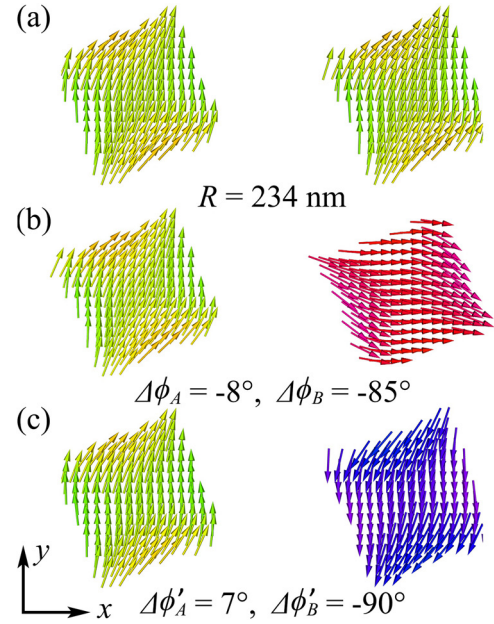 (a)
R = 234 nm
(b)
Δϕ_A = -8°, Δϕ_B = -85°
(c)
y
x
Δϕ′_A = 7°, Δϕ′_B = -90°